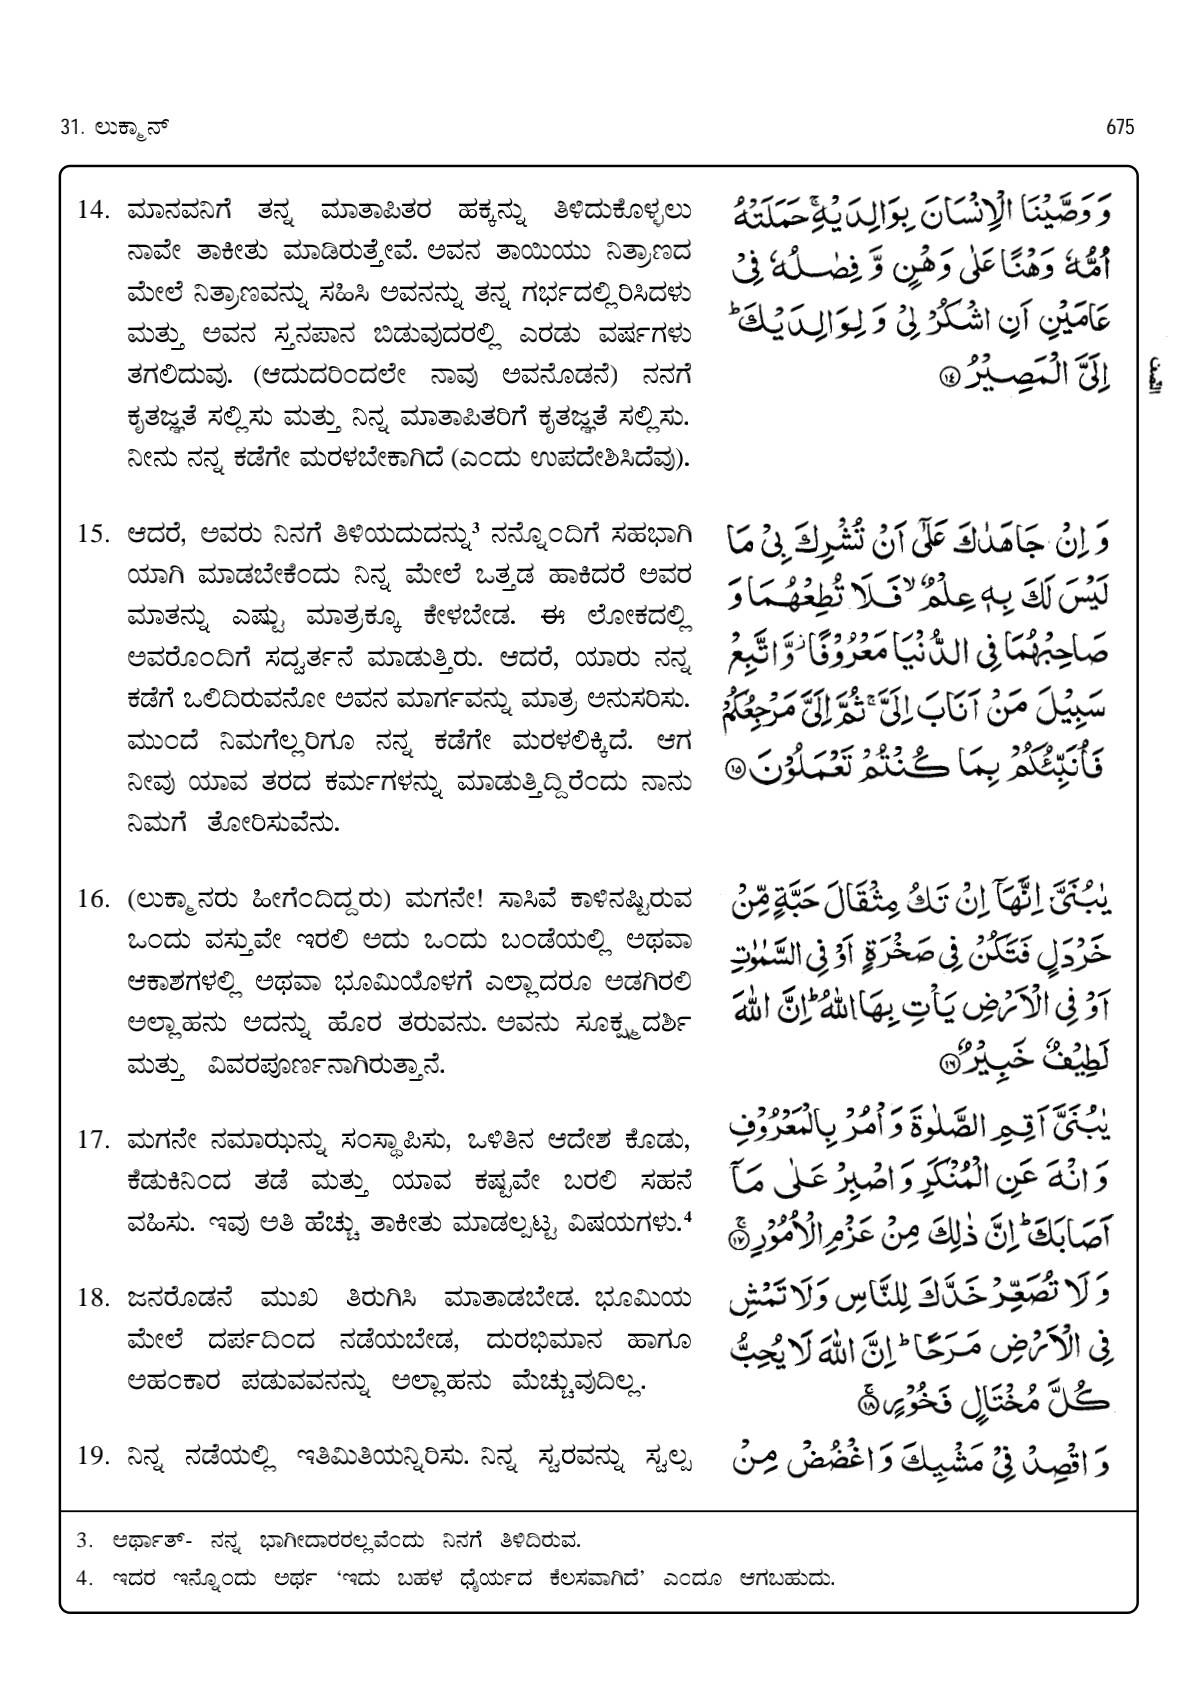 31. ಲುಕ್ಮಾನ್
675
14. ಮಾನವನಿಗೆ ತನ್ನ ಮಾತಾಪಿತರ ಹಕ್ಕನ್ನು ತಿಳಿದುಕೊಳ್ಳಲು
ನಾವೇ ತಾಕೀತು ಮಾಡಿರುತ್ತೇವೆ. ಅವನ ತಾಯಿಯು ನಿತ್ರಾಣದ
ಮೇಲೆ ನಿತ್ರಾಣವನ್ನು ಸಹಿಸಿ ಅವನನ್ನು ತನ್ನ ಗರ್ಭದಲ್ಲಿರಿಸಿದಳು
ಮತ್ತು ಅವನ ಸ್ತನಪಾನ ಬಿಡುವುದರಲ್ಲಿ ಎರಡು ವರ್ಷಗಳು
ತಗಲಿದುವು. (ಆದುದರಿಂದಲೇ ನಾವು ಅವನೊಡನೆ) ನನಗೆ
ಕೃತಜ್ಞತೆ ಸಲ್ಲಿಸು ಮತ್ತು ನಿನ್ನ ಮಾತಾಪಿತರಿಗೆ ಕೃತಜ್ಞತೆ ಸಲ್ಲಿಸು.
ನೀನು ನನ್ನ ಕಡೆಗೇ ಮರಳಬೇಕಾಗಿದೆ (ಎಂದು ಉಪದೇಶಿಸಿದೆವು).
وَوَصَّيْنَا الْاِنْسَانَ بِوَالِدَيْهِ ۚ حَمَلَتْهُ
اُمُّهٗ وَهْنًا عَلٰى وَهْنٍ وَّ فِصٰلُهٗ فِيْ
عَامَيْنِ اَنِ اشْكُرْ لِيْ وَ لِوَالِدَيْكَ ؕ
اِلَيَّ الْمَصِيْرُ ۝۱٤
15. ಆದರೆ, ಅವರು ನಿನಗೆ ತಿಳಿಯದುದನ್ನು³ ನನ್ನೊಂದಿಗೆ ಸಹಭಾಗಿ
ಯಾಗಿ ಮಾಡಬೇಕೆಂದು ನಿನ್ನ ಮೇಲೆ ಒತ್ತಡ ಹಾಕಿದರೆ ಅವರ
ಮಾತನ್ನು ಎಷ್ಟು ಮಾತ್ರಕ್ಕೂ ಕೇಳಬೇಡ. ಈ ಲೋಕದಲ್ಲಿ
ಅವರೊಂದಿಗೆ ಸದ್ವರ್ತನೆ ಮಾಡುತ್ತಿರು. ಆದರೆ, ಯಾರು ನನ್ನ
ಕಡೆಗೆ ಒಲಿದಿರುವನೋ ಅವನ ಮಾರ್ಗವನ್ನು ಮಾತ್ರ ಅನುಸರಿಸು.
ಮುಂದೆ ನಿಮಗೆಲ್ಲರಿಗೂ ನನ್ನ ಕಡೆಗೇ ಮರಳಲಿಕ್ಕಿದೆ. ಆಗ
ನೀವು ಯಾವ ತರದ ಕರ್ಮಗಳನ್ನು ಮಾಡುತ್ತಿದ್ದಿರೆಂದು ನಾನು
ನಿಮಗೆ ತೋರಿಸುವೆನು.
وَ اِنْ جَاهَدٰكَ عَلٰٓى اَنْ تُشْرِكَ بِيْ مَا
لَيْسَ لَكَ بِهٖ عِلْمٌ ۙ فَلَا تُطِعْهُمَا وَ
صَاحِبْهُمَا فِي الدُّنْيَا مَعْرُوْفًا ؗ وَّ اتَّبِعْ
سَبِيْلَ مَنْ اَنَابَ اِلَيَّ ۚ ثُمَّ اِلَيَّ مَرْجِعُكُمْ
فَاُنَبِّئُكُمْ بِمَا كُنْتُمْ تَعْمَلُوْنَ ۝۱٥
16. (ಲುಕ್ಮಾನರು ಹೀಗೆಂದಿದ್ದರು) ಮಗನೇ! ಸಾಸಿವೆ ಕಾಳಿನಷ್ಟಿರುವ
ಒಂದು ವಸ್ತುವೇ ಇರಲಿ ಅದು ಒಂದು ಬಂಡೆಯಲ್ಲಿ ಅಥವಾ
ಆಕಾಶಗಳಲ್ಲಿ ಅಥವಾ ಭೂಮಿಯೊಳಗೆ ಎಲ್ಲಾದರೂ ಅಡಗಿರಲಿ
ಅಲ್ಲಾಹನು ಅದನ್ನು ಹೊರ ತರುವನು. ಅವನು ಸೂಕ್ಷ್ಮದರ್ಶಿ
ಮತ್ತು ವಿವರಪೂರ್ಣನಾಗಿರುತ್ತಾನೆ.
يٰبُنَيَّ اِنَّهَاۤ اِنْ تَكُ مِثْقَالَ حَبَّةٍ مِّنْ
خَرْدَلٍ فَتَكُنْ فِيْ صَخْرَةٍ اَوْ فِي السَّمٰوٰتِ
اَوْ فِي الْاَرْضِ يَاْتِ بِهَا اللّٰهُ ؕ اِنَّ اللّٰهَ
لَطِيْفٌ خَبِيْرٌ ۝۱٦
17. ಮಗನೇ ನಮಾಝನ್ನು ಸಂಸ್ಥಾಪಿಸು, ಒಳಿತಿನ ಆದೇಶ ಕೊಡು,
ಕೆಡುಕಿನಿಂದ ತಡೆ ಮತ್ತು ಯಾವ ಕಷ್ಟವೇ ಬರಲಿ ಸಹನೆ
ವಹಿಸು. ಇವು ಅತಿ ಹೆಚ್ಚು ತಾಕೀತು ಮಾಡಲ್ಪಟ್ಟ ವಿಷಯಗಳು.⁴
يٰبُنَيَّ اَقِمِ الصَّلٰوةَ وَاْمُرْ بِالْمَعْرُوْفِ
وَانْهَ عَنِ الْمُنْكَرِ وَاصْبِرْ عَلٰى مَاۤ
اَصَابَكَ ؕ اِنَّ ذٰلِكَ مِنْ عَزْمِ الْاُمُوْرِ ۝۱٧
18. ಜನರೊಡನೆ ಮುಖ ತಿರುಗಿಸಿ ಮಾತಾಡಬೇಡ. ಭೂಮಿಯ
ಮೇಲೆ ದರ್ಪದಿಂದ ನಡೆಯಬೇಡ, ದುರಭಿಮಾನ ಹಾಗೂ
ಅಹಂಕಾರ ಪಡುವವನನ್ನು ಅಲ್ಲಾಹನು ಮೆಚ್ಚುವುದಿಲ್ಲ.
وَلَا تُصَعِّرْ خَدَّكَ لِلنَّاسِ وَلَا تَمْشِ
فِي الْاَرْضِ مَرَحًا ؕ اِنَّ اللّٰهَ لَا يُحِبُّ
كُلَّ مُخْتَالٍ فَخُوْرٍ ۝۱٨
19. ನಿನ್ನ ನಡೆಯಲ್ಲಿ ಇತಿಮಿತಿಯನ್ನಿರಿಸು. ನಿನ್ನ ಸ್ವರವನ್ನು ಸ್ವಲ್ಪ
وَاقْصِدْ فِيْ مَشْيِكَ وَاغْضُضْ مِنْ
3. ಅರ್ಥಾತ್- ನನ್ನ ಭಾಗೀದಾರರಲ್ಲವೆಂದು ನಿನಗೆ ತಿಳಿದಿರುವ.
4. ಇದರ ಇನ್ನೊಂದು ಅರ್ಥ ‘ಇದು ಬಹಳ ಧೈರ್ಯದ ಕೆಲಸವಾಗಿದೆ’ ಎಂದೂ ಆಗಬಹುದು.